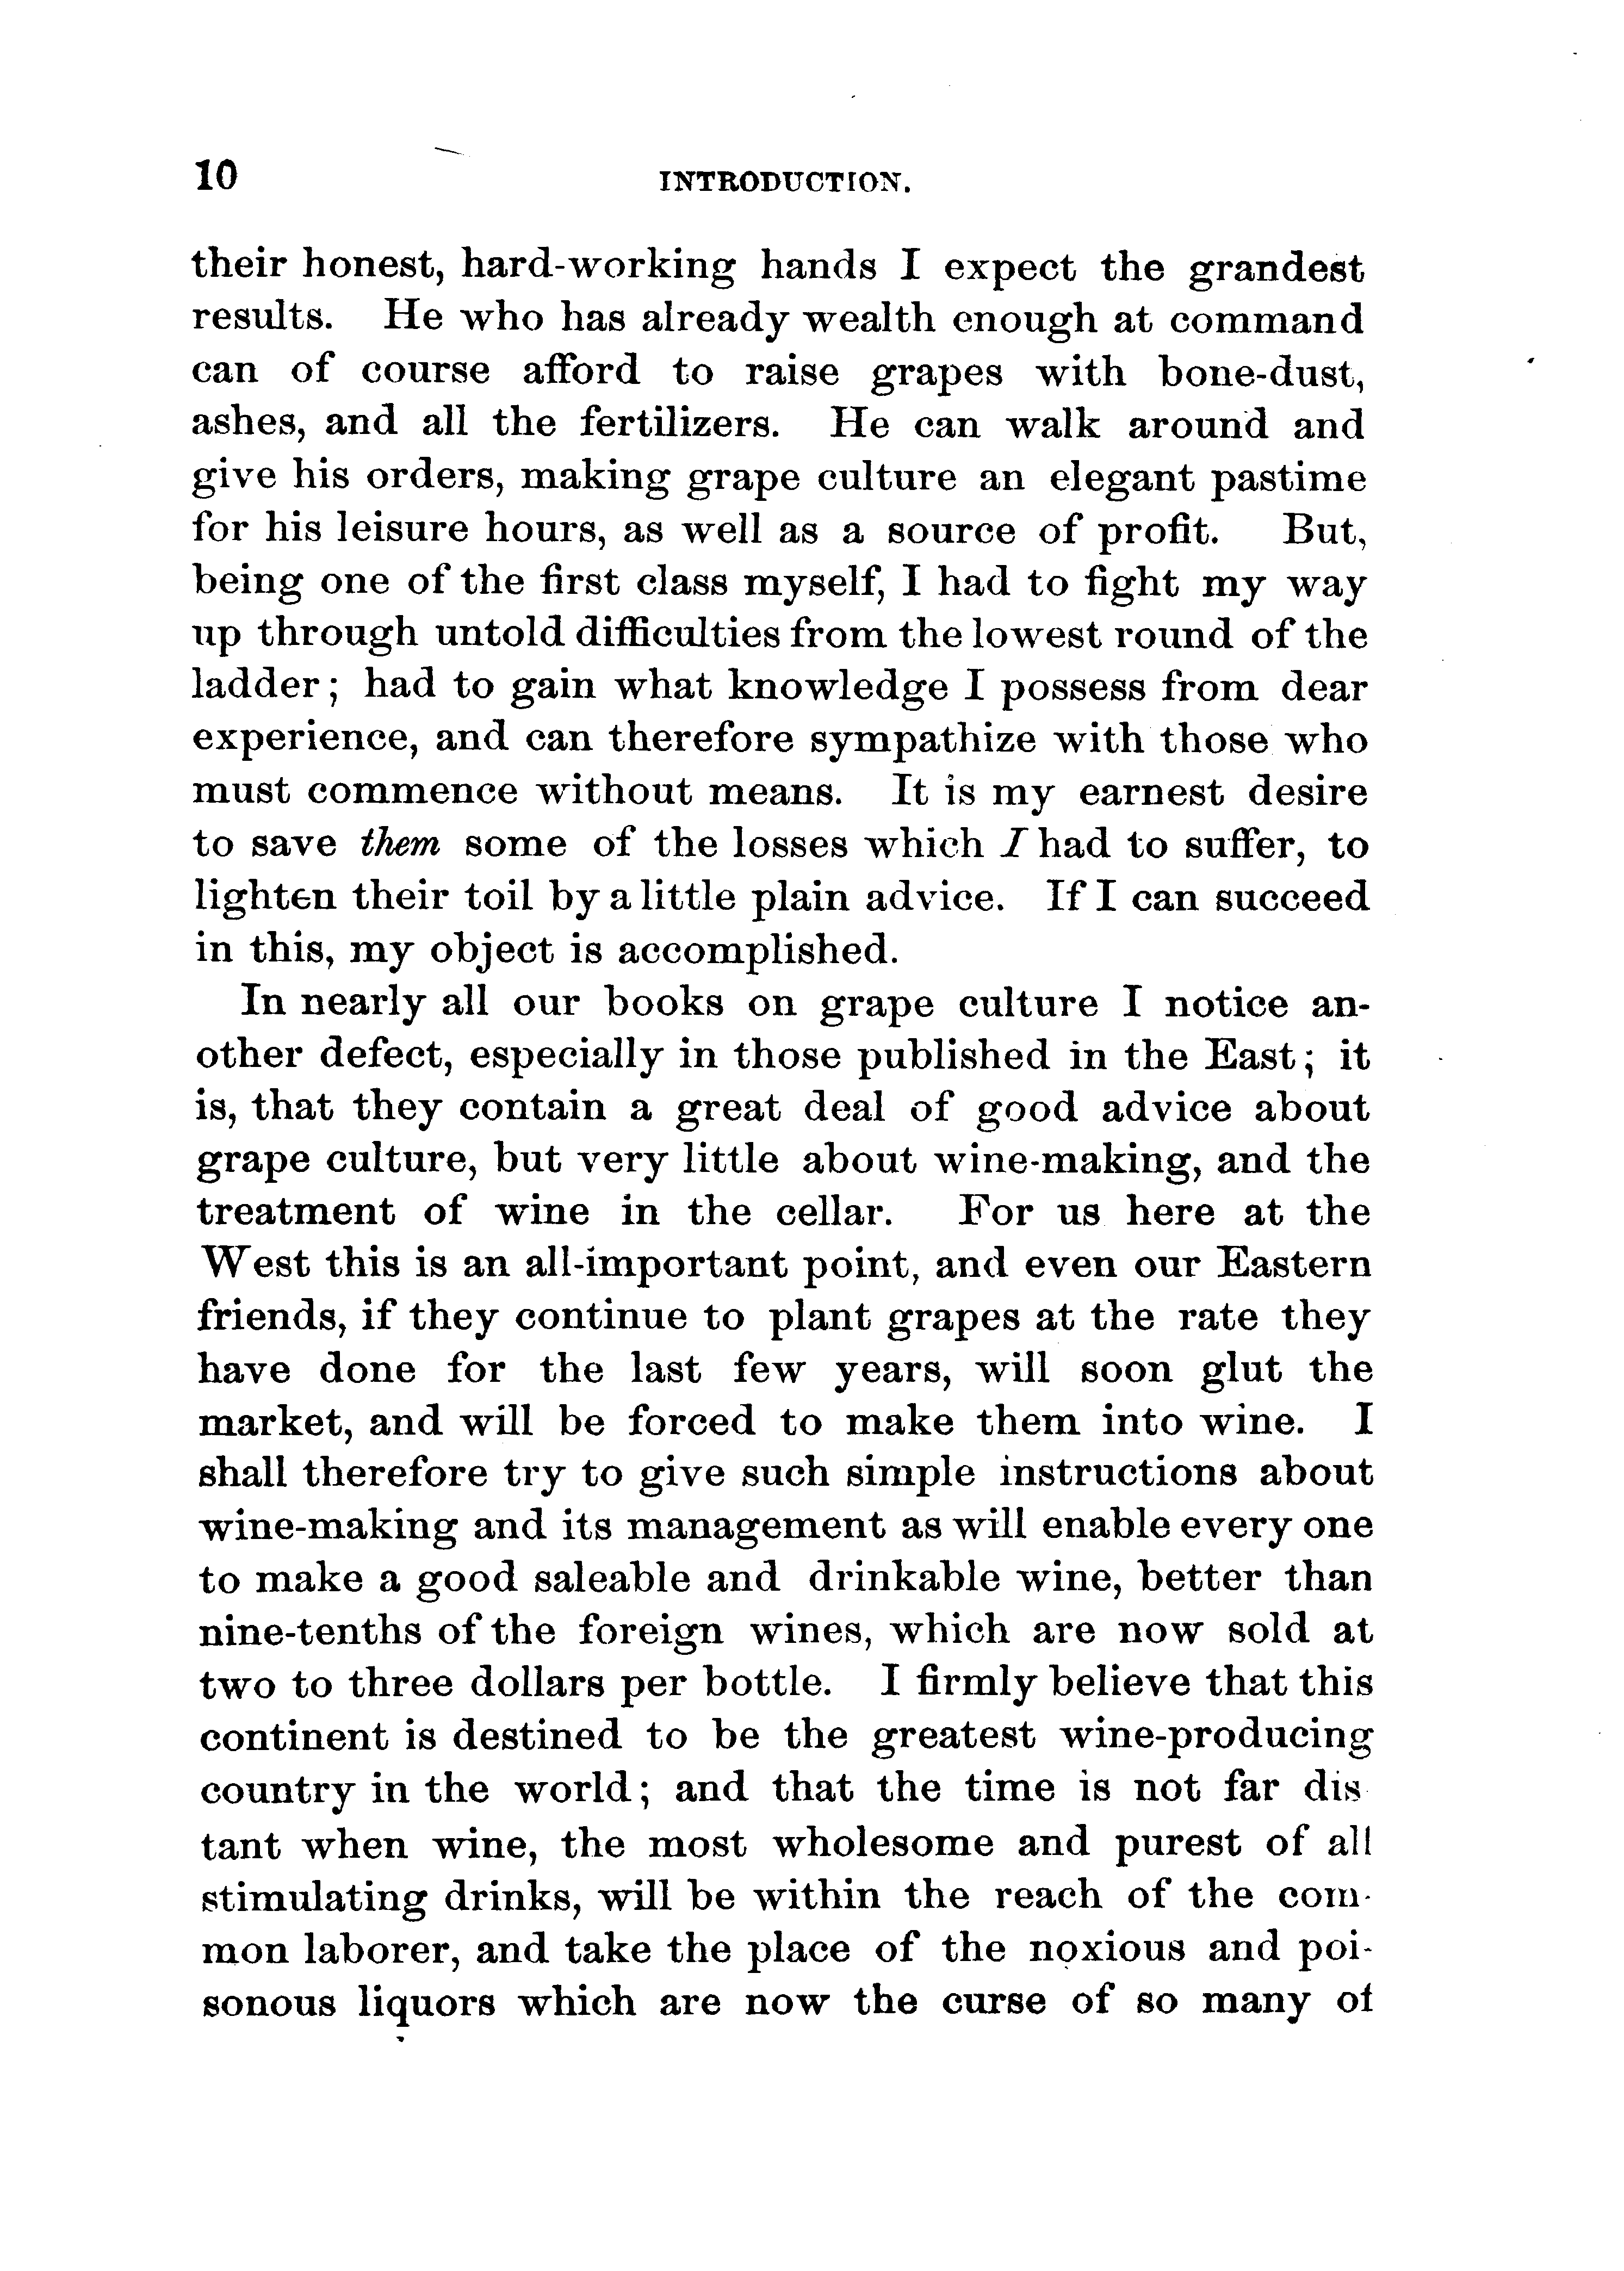 10 INTRODUCTION.
their honest, hard-working hands I expect the grandest
results. He who has already wealth enough at command
can of course afford to raise grapes with bone-dust,
ashes, and all the fertilizers. He can walk around and
give his orders, making grape culture an elegant pastime
for his leisure hours, as well as a source of profit. But,
being one of the first class myself, I had to fight my way
up through untold difficulties from the lowest round of the
ladder; had to gain what knowledge I possess from dear
experience, and can therefore sympathize with those who
must commence without means. It is my earnest desire
to save them some of the losses which I had to suffer, to
lighten their toil by a little plain advice. If I can succeed
in this, my object is accomplished.
In nearly all our books on grape culture I notice an-
other defect, especially in those published in the East; it
is, that they contain a great deal of good advice about
grape culture, but very little about wine-making, and the
treatment of wine in the cellar. For us here at the
West this is an all-important point, and even our Eastern
friends, if they continue to plant grapes at the rate they
have done for the last few years, will soon glut the
market, and will be forced to make them into wine. I
shall therefore try to give such simple instructions about
wine-making and its management as will enable every one
to make a good saleable and drinkable wine, better than
nine-tenths of the foreign wines, which are now sold at
two to three dollars per bottle. I firmly believe that this
continent is destined to be the greatest wine-producing
country in the world; and that the time is not far dis
tant when wine, the most wholesome and purest of all
stimulating drinks, will be within the reach of the com-
mon laborer, and take the place of the noxious and poi-
sonous liquors which are now the curse of so many of